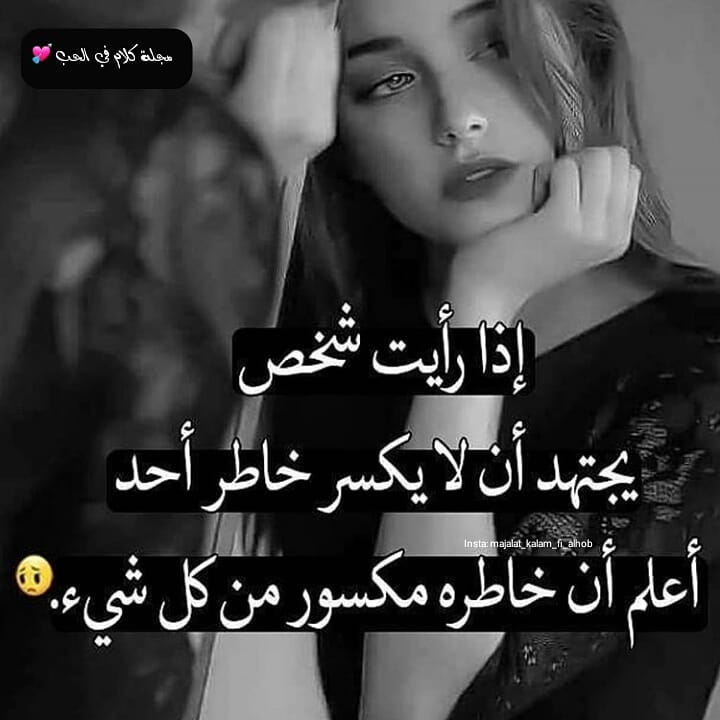 مجلة كلام في الحب 💘
إذا رأيت شخص
يجتهد أن لا يكسر خاطر أحد
Insta:majalat_kalam_fi_alhob
أعلم أن خاطره مكسور من كل شيء.😔